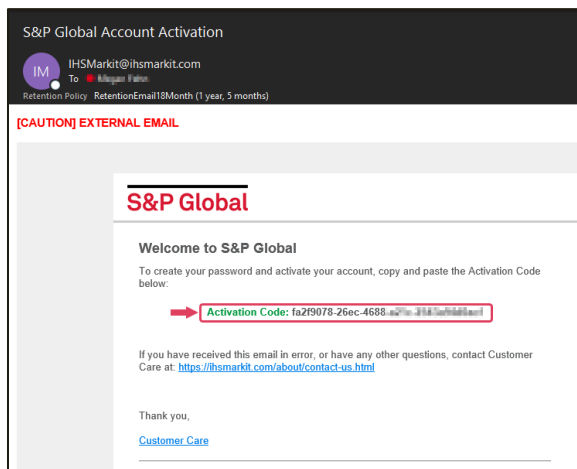 S&P Global Account Activation
IM
IHSMarkit@ihsmarkit.com
To
Retention Policy RetentionEmail18Month (1 year, 5 months)
[CAUTION] EXTERNAL EMAIL
S&P Global
Welcome to S&P Global
To create your password and activate your account, copy and paste the Activation Code
below:
Activation Code: fa2f9078-26ec-4688-
If you have received this email in error, or have any other questions, contact Customer
Care at: https://ihsmarkit.com/about/contact-us.html
Thank you,
Customer Care